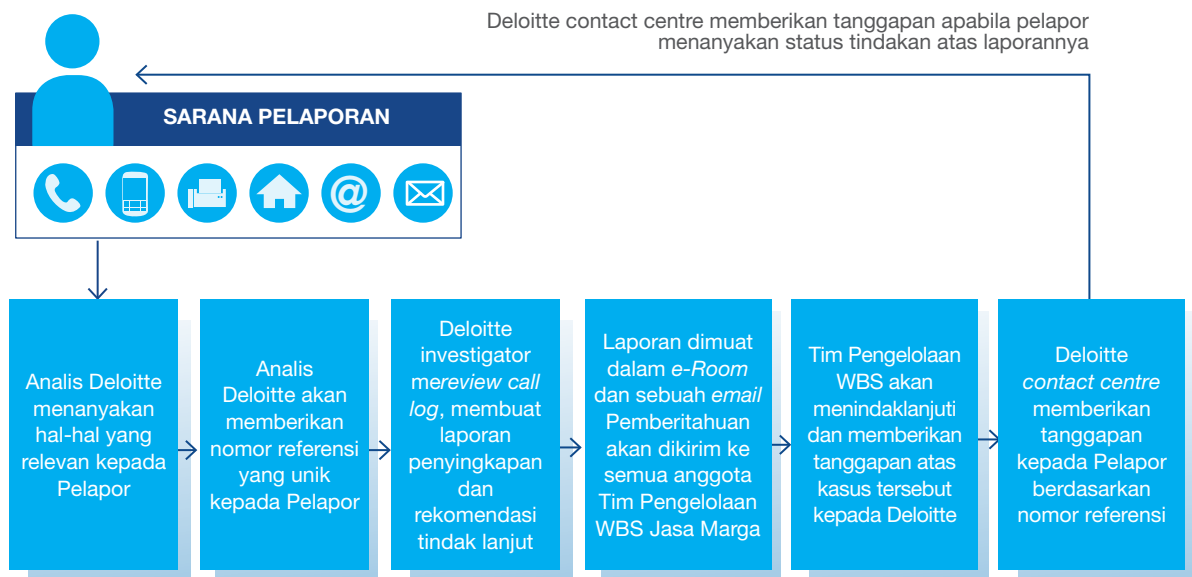 Deloitte contact centre memberikan tanggapan apabila pelapor
menanyakan status tindakan atas laporannya
SARANA PELAPORAN
@
Analis Deloitte
menanyakan
hal-hal yang
relevan kepada
Pelapor
Analis
Deloitte akan
memberikan
nomor referensi
yang unik
kepada Pelapor
Deloitte
investigator
mereview call
log, membuat
laporan
penyingkapan
dan
rekomendasi
tindak lanjut
Laporan dimuat
dalam e-Room
dan sebuah email
Pemberitahuan
akan dikirim ke
semua anggota
Tim Pengelolaan
WBS Jasa Marga
Tim Pengelolaan
WBS akan
menindaklanjuti
dan memberikan
tanggapan atas
kasus tersebut
kepada Deloitte
Deloitte
contact centre
memberikan
tanggapan
kepada Pelapor
berdasarkan
nomor referensi